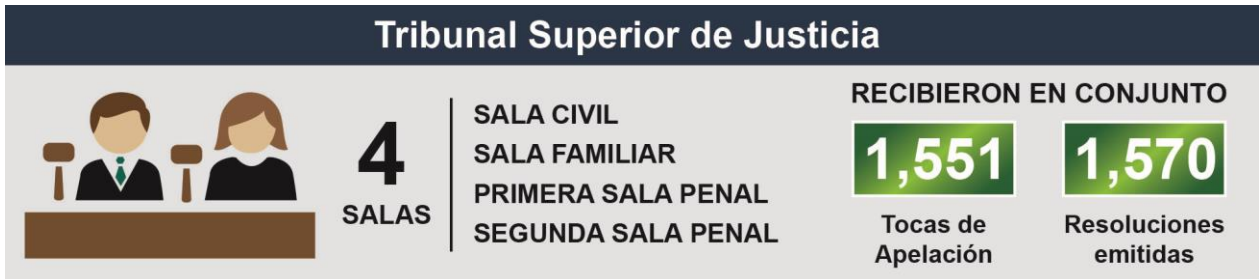 Tribunal Superior de Justicia
4
SALAS
SALA CIVIL
SALA FAMILIAR
PRIMERA SALA PENAL
SEGUNDA SALA PENAL
RECIBIERON EN CONJUNTO
1,551
Tocas de
Apelación
1,570
Resoluciones
emitidas